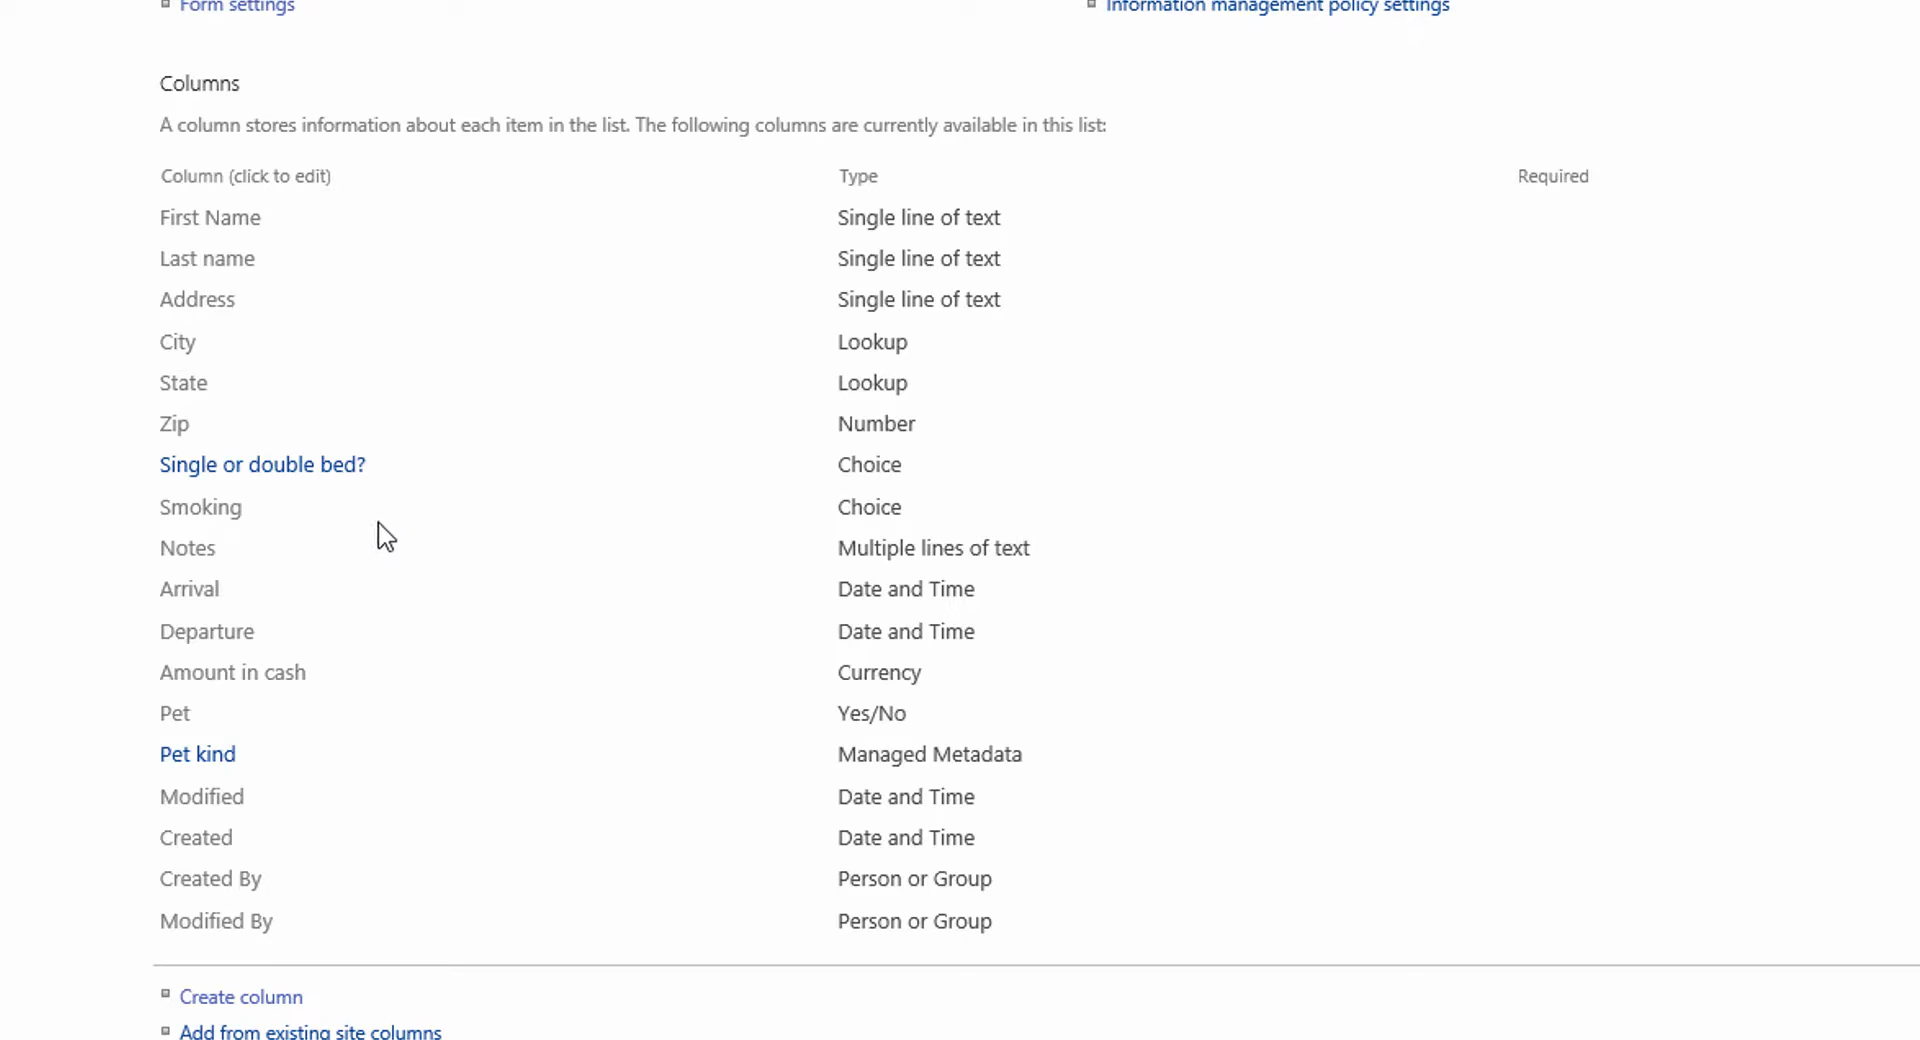 Form settings
Information management policy settings
Columns
A column stores information about each item in the list. The following columns are currently available in this list:
Column (click to edit) Type Required
First Name Single line of text
Last name Single line of text
Address Single line of text
City Lookup
State Lookup
Zip Number
Single or double bed? Choice
Smoking Choice
Notes Multiple lines of text
Arrival Date and Time
Departure Date and Time
Amount in cash Currency
Pet Yes/No
Pet kind Managed Metadata
Modified Date and Time
Created Date and Time
Created By Person or Group
Modified By Person or Group
Create column
Add from existing site columns